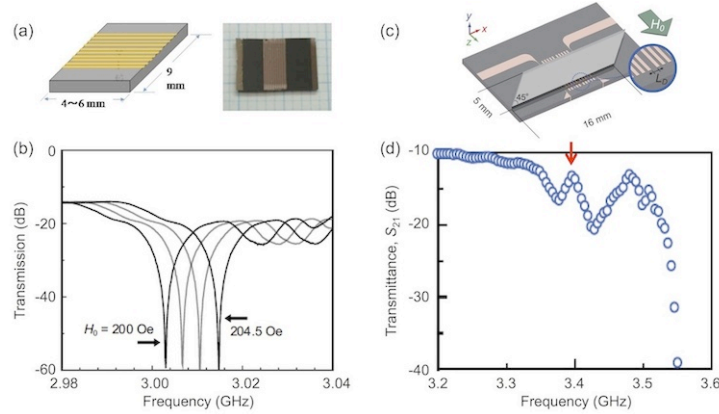 (a)
9
mm
4~6 mm
(c)
y
x
z
H0
LD
45°
5 mm
16 mm
(b)
0
-20
-40
-60
Transmission (dB)
H0 = 200 Oe
204.5 Oe
2.98
3.00
3.02
3.04
Frequency (GHz)
(d)
-10
-20
-30
-40
Transmittance, S21 (dB)
3.2
3.3
3.4
3.5
3.6
Frequency (GHz)